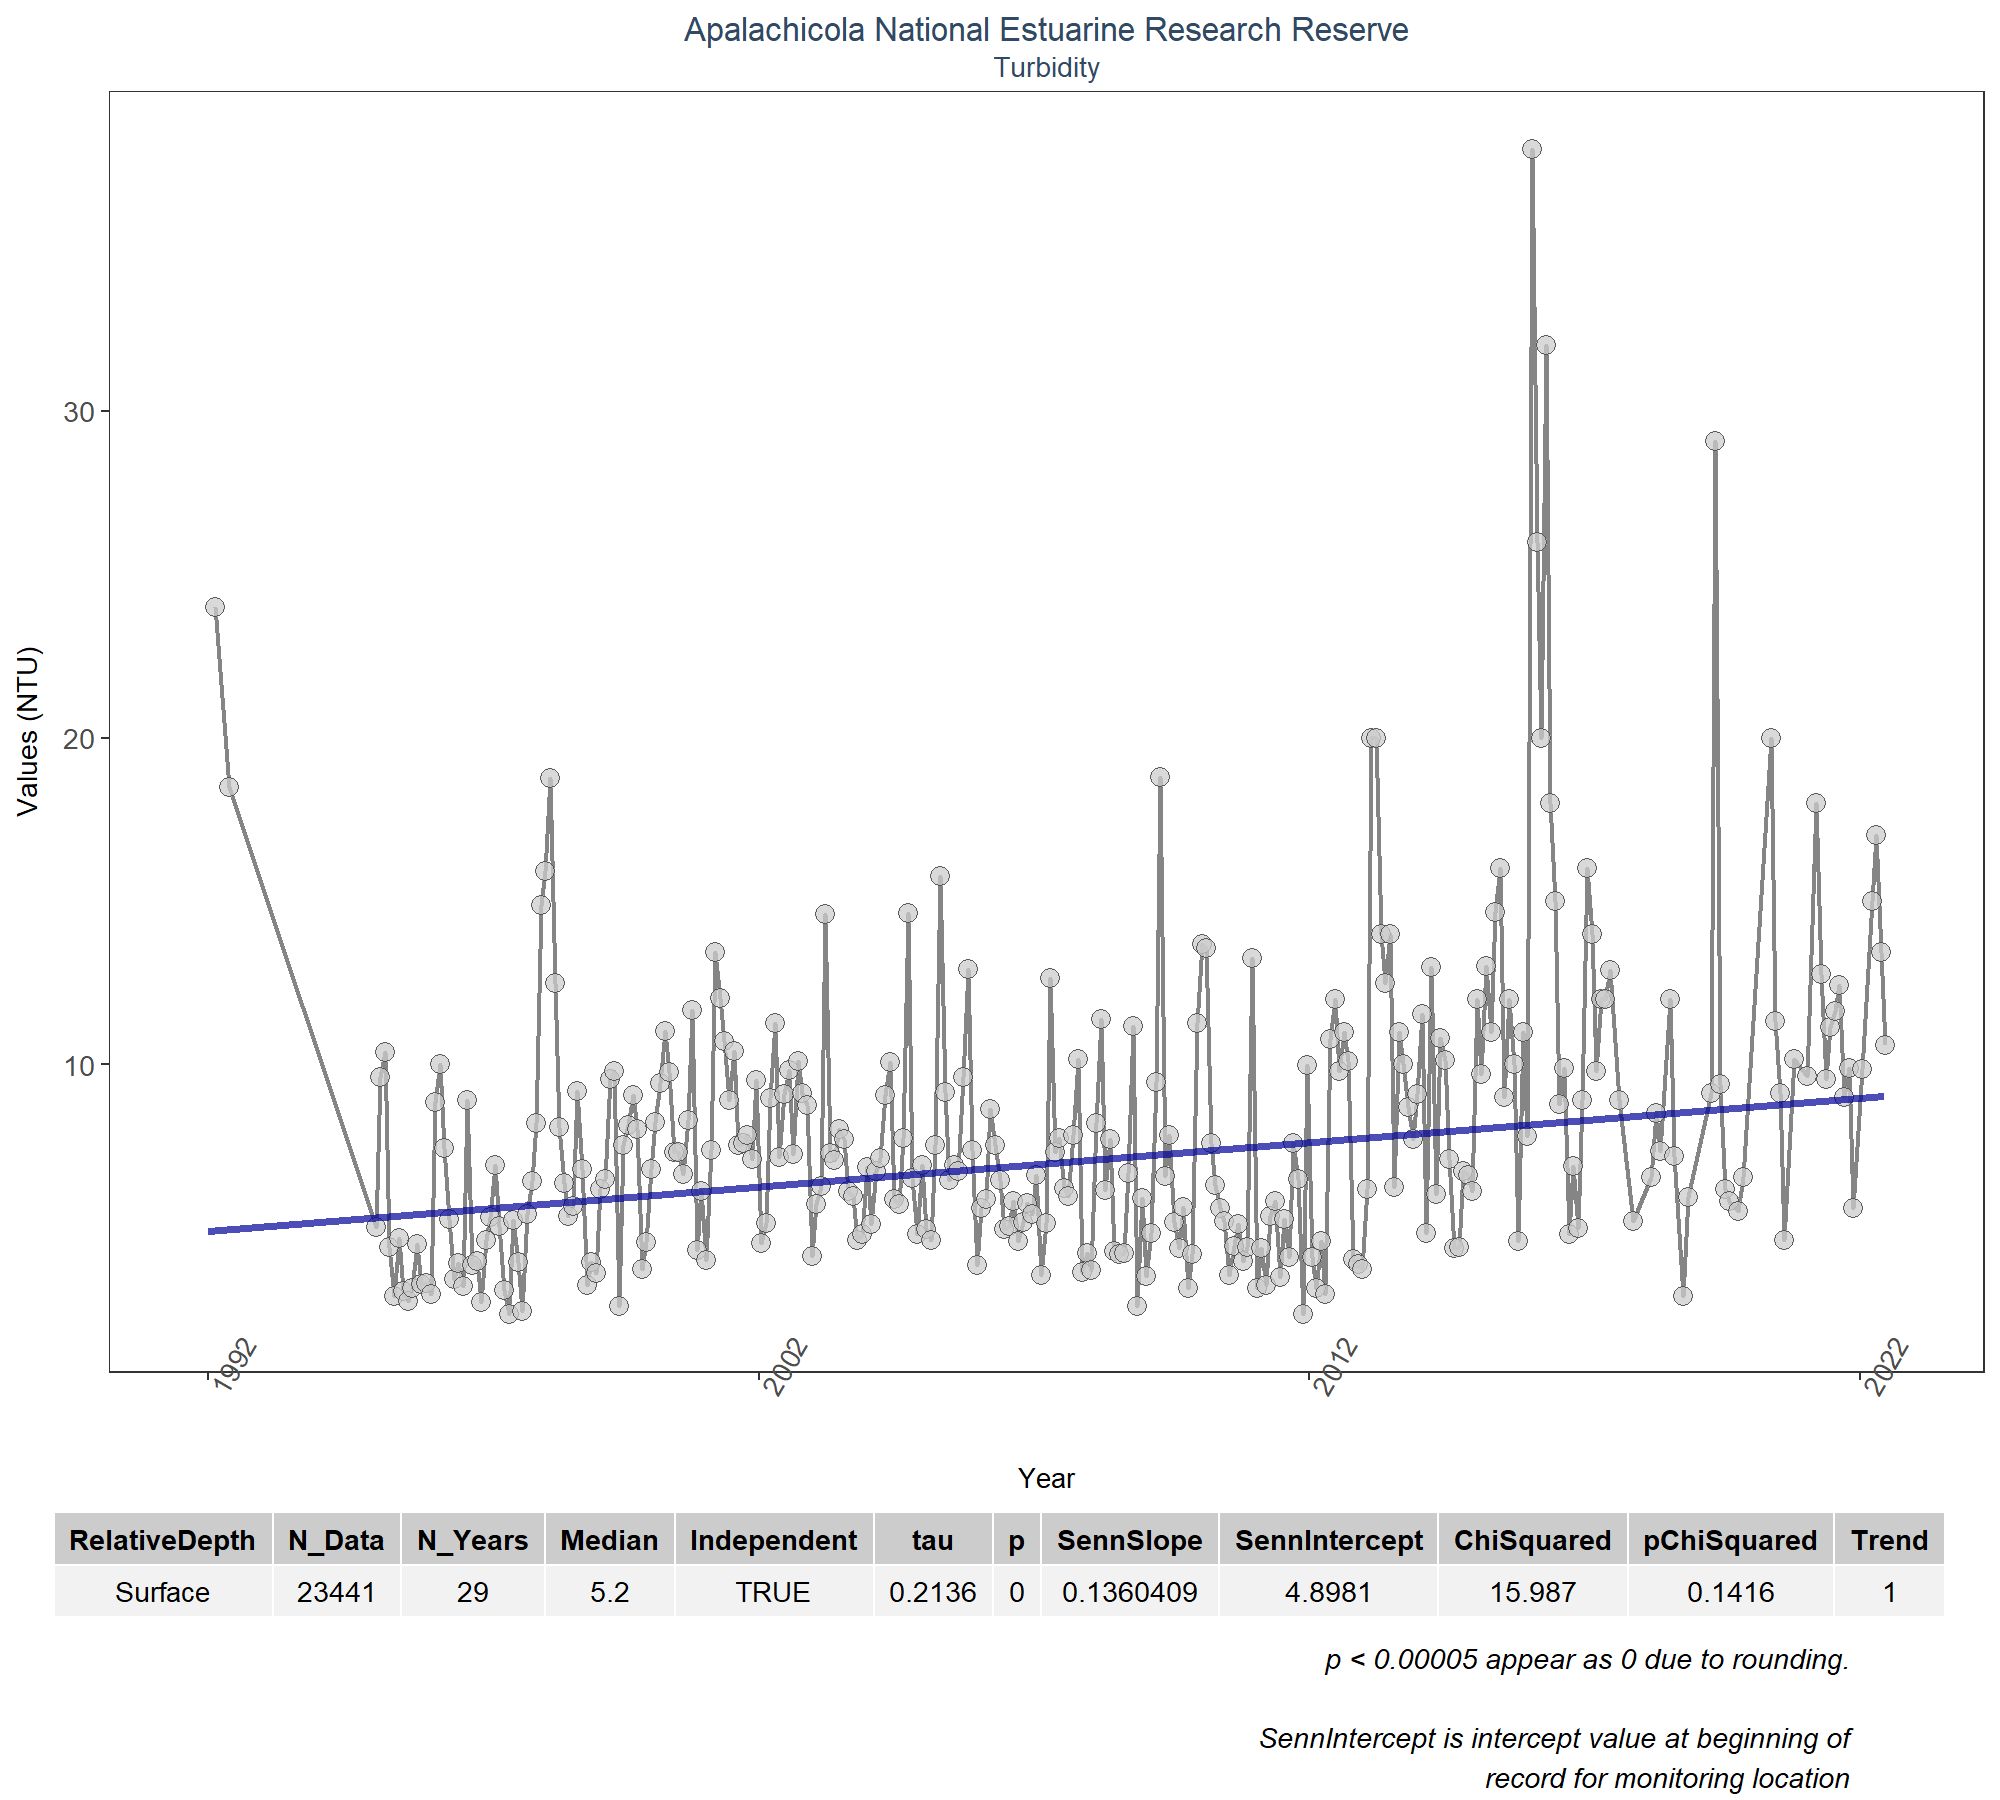 Apalachicola National Estuarine Research Reserve
Turbidity
Values (NTU)
30
20
10
1992 2002 2012 2022
Year
RelativeDepth N_Data N_Years Median Independent tau p SennSlope SennIntercept ChiSquared pChiSquared Trend
Surface 23441 29 5.2 TRUE 0.2136 0 0.1360409 4.8981 15.987 0.1416 1
p < 0.00005 appear as 0 due to rounding.
SennIntercept is intercept value at beginning of
record for monitoring location